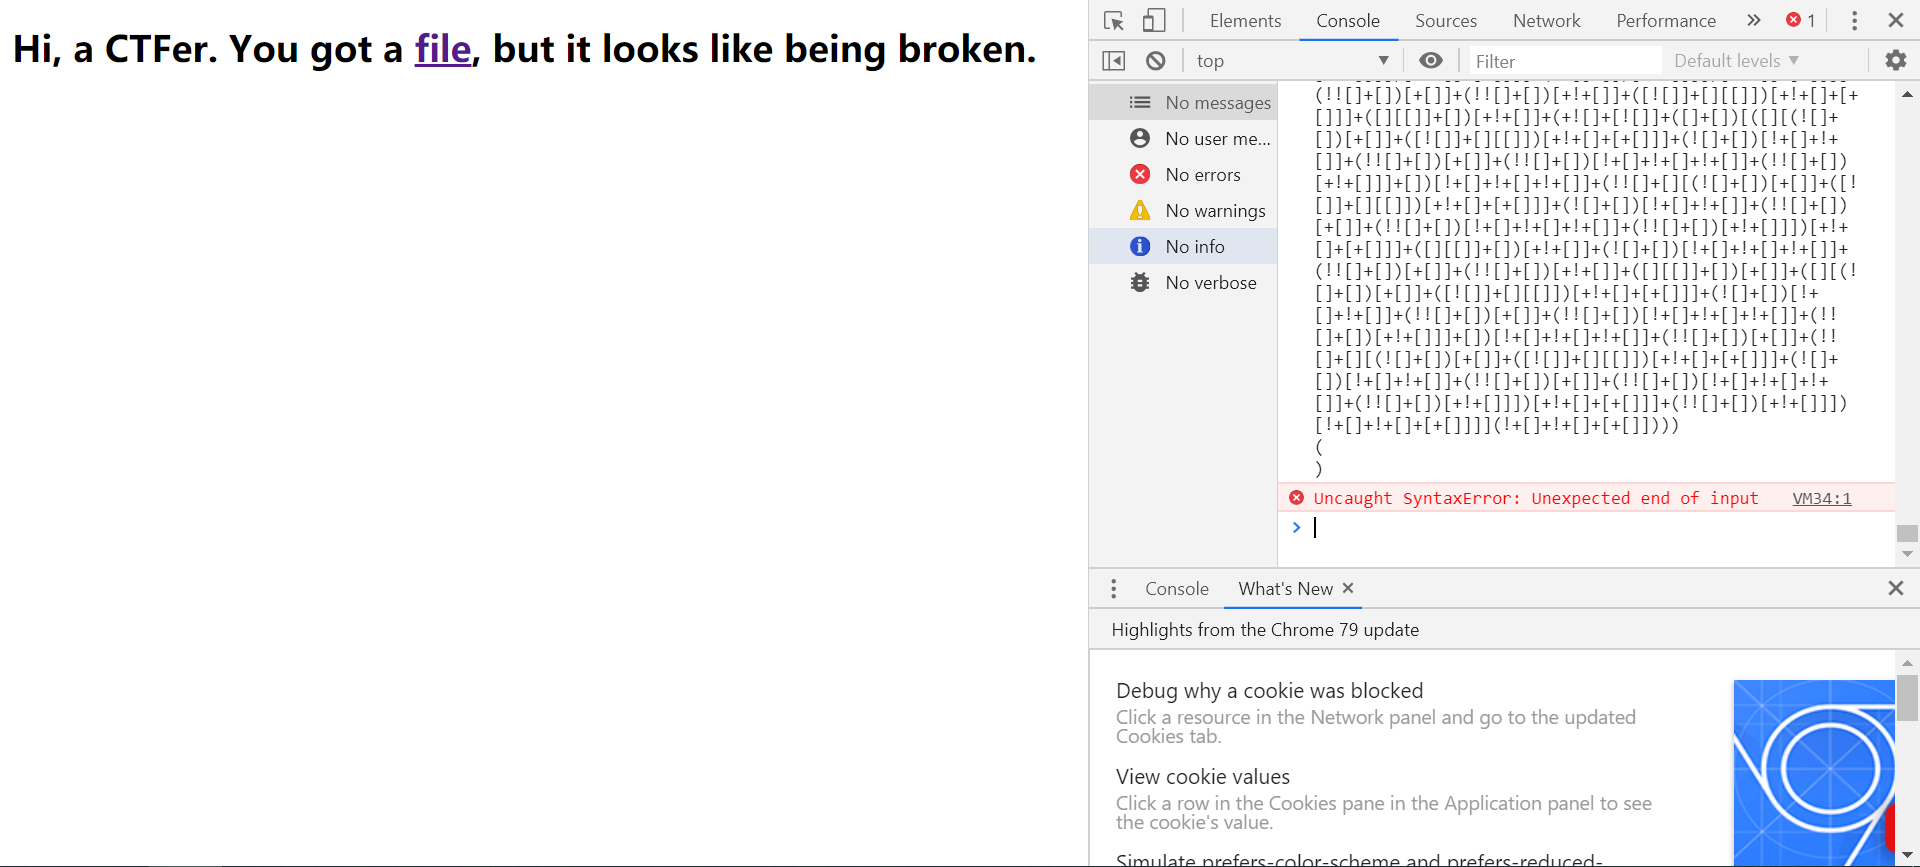 Hi, a CTFer. You got a file, but it looks like being broken.
Elements Console Sources Network Performance » 1
top Filter Default levels
No messages
No user me...
No errors
No warnings
No info
No verbose
(!![]+[])[+[]]+(!![]+[])[+!+[]]+([![]]+[][[]])[+!+[]+[+
[]]]+([][[]]+[])[+!+[]]+(+![]+[![]]+([]+[])[([][(![]+
[])[+[]]+([![]]+[][[]])[+!+[]+[+[]]]+(![]+[])[!+[]+!+
[]]+(!![]+[])[+[]]+(!![]+[])[!+[]+!+[]+!+[]]+(!![]+[])
[+!+[]]]+[])[!+[]+!+[]+!+[]]+(!![]+[][(![]+[])[+[]]+([!
[]]+[][[]])[+!+[]+[+[]]]+(![]+[])[!+[]+!+[]]+(!![]+[])
[+[]]+(!![]+[])[!+[]+!+[]+!+[]]+(!![]+[])[+!+[]]])[+!+
[]+[+[]]]+([][[]]+[])[+!+[]]+(![]+[])[!+[]+!+[]+!+[]]+
(!![]+[])[+[]]+(!![]+[])[+!+[]]+([][[]]+[])[+[]]+([][(!
[]+[])[+[]]+([![]]+[][[]])[+!+[]+[+[]]]+(![]+[])[!+
[]+!+[]]+(!![]+[])[+[]]+(!![]+[])[!+[]+!+[]+!+[]]+(!!
[]+[])[+!+[]]]+[])[!+[]+!+[]+!+[]]+(!![]+[])[+[]]+(!!
[]+[][(![]+[])[+[]]+([![]]+[][[]])[+!+[]+[+[]]]+(![]+
[])[!+[]+!+[]]+(!![]+[])[+[]]+(!![]+[])[!+[]+!+[]+!+
[]]+(!![]+[])[+!+[]]])[+!+[]+[+[]]]+(!![]+[])[+!+[]]])
[!+[]+!+[]+[+[]]]](!+[]+!+[]+[+[]])))
(
)
Uncaught SyntaxError: Unexpected end of input VM34:1
>
Console What's New
Highlights from the Chrome 79 update
Debug why a cookie was blocked
Click a resource in the Network panel and go to the updated
Cookies tab.
View cookie values
Click a row in the Cookies pane in the Application panel to see
the cookie's value.
Simulate prefers-color-scheme and prefers-reduced-